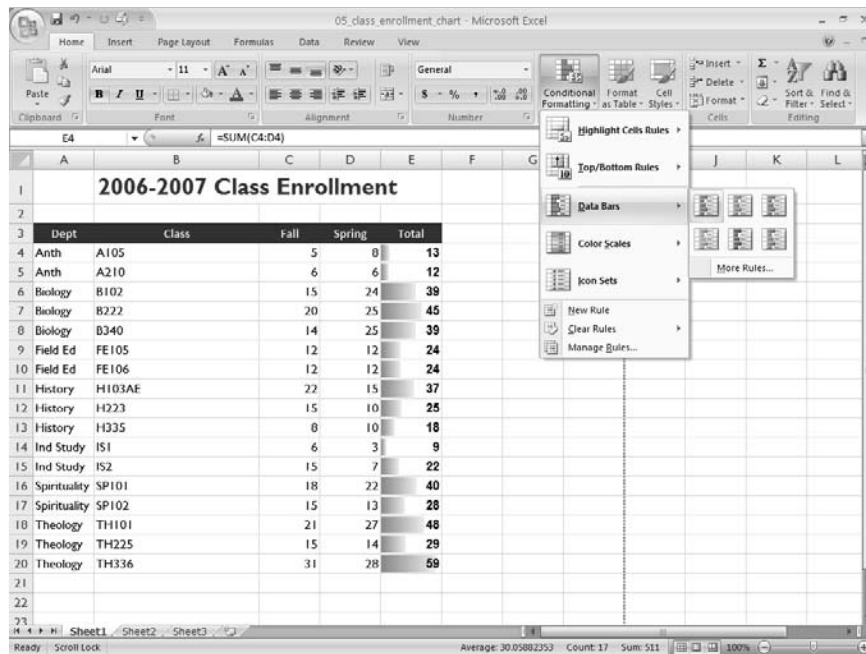 05_class_enrollment_chart - Microsoft Excel
Home Insert Page Layout Formulas Data Review View
Arial 11 A A General Σ
Paste B I U A $ % , .0 .00 .00 .0 Conditional Formatting Format as Table Cell Styles Insert Delete Format Sort & Filter Find & Select
Clipboard Font Alignment Number Cells Editing
E4 fx =SUM(C4:D4)
Highlight Cells Rules
Top/Bottom Rules
Data Bars
Color Scales
Icon Sets
New Rule
Clear Rules
Manage Rules...
More Rules...
A B C D E F G J K L
1 2006-2007 Class Enrollment
2
3 Dept Class Fall Spring Total
4 Anth A105 5 8 13
5 Anth A210 6 6 12
6 Biology B102 15 24 39
7 Biology B222 20 25 45
8 Biology B340 14 25 39
9 Field Ed FE105 12 12 24
10 Field Ed FE106 12 12 24
11 History H103AE 22 15 37
12 History H223 15 10 25
13 History H335 8 10 18
14 Ind Study IS1 6 3 9
15 Ind Study IS2 15 7 22
16 Spirituality SP101 18 22 40
17 Spirituality SP102 15 13 28
18 Theology TH101 21 27 48
19 Theology TH225 15 14 29
20 Theology TH336 31 28 59
21
22
23
Sheet1 Sheet2 Sheet3
Ready Scroll Lock Average: 30.05882353 Count: 17 Sum: 511 100%